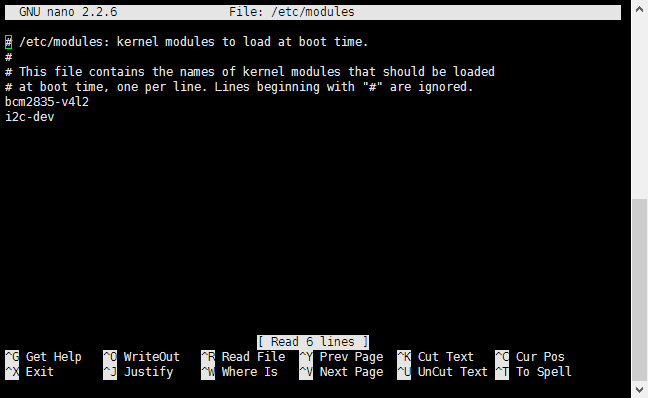 GNU nano 2.2.6 File: /etc/modules
# /etc/modules: kernel modules to load at boot time.
#
# This file contains the names of kernel modules that should be loaded
# at boot time, one per line. Lines beginning with "#" are ignored.
bcm2835-v4l2
i2c-dev
[ Read 6 lines ]
^G Get Help ^O WriteOut ^R Read File ^Y Prev Page ^K Cut Text ^C Cur Pos
^X Exit ^J Justify ^W Where Is ^V Next Page ^U UnCut Text ^T To Spell